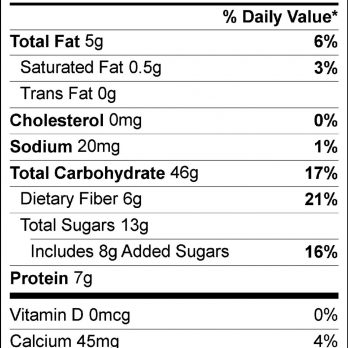 % Daily Value*
Total Fat 5g 6%
Saturated Fat 0.5g 3%
Trans Fat 0g
Cholesterol 0mg 0%
Sodium 20mg 1%
Total Carbohydrate 46g 17%
Dietary Fiber 6g 21%
Total Sugars 13g
Includes 8g Added Sugars 16%
Protein 7g
Vitamin D 0mcg 0%
Calcium 45mg 4%